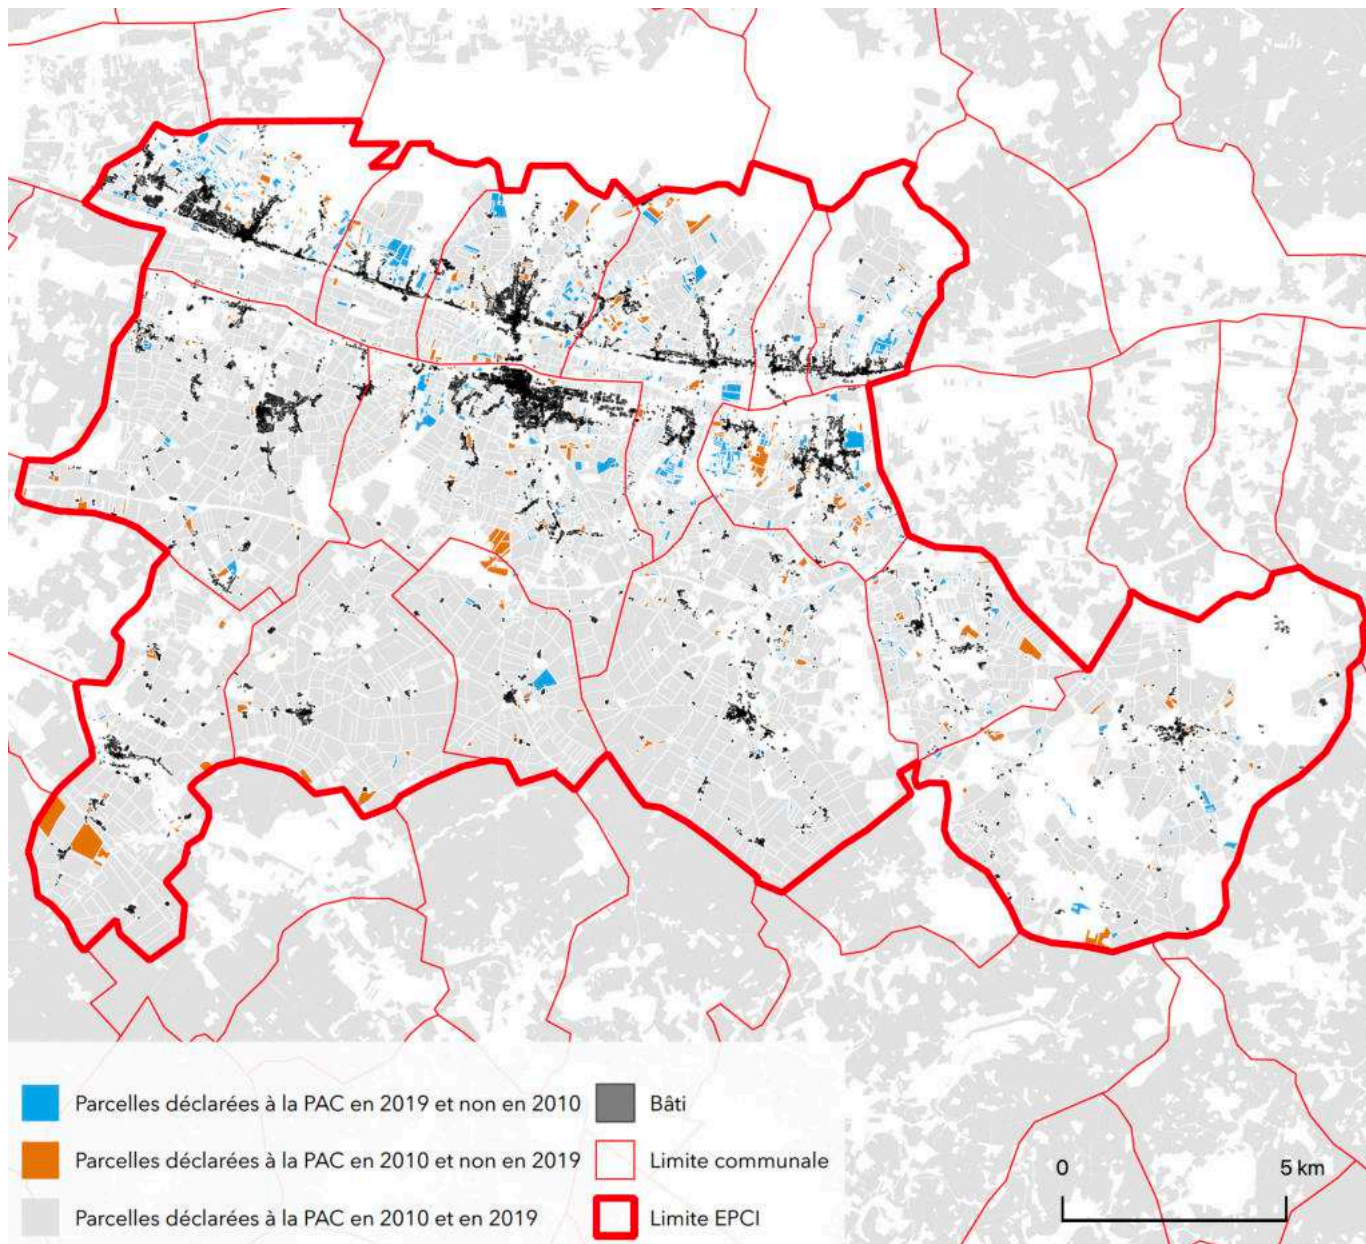 Parcelles déclarées à la PAC en 2019 et non en 2010
Parcelles déclarées à la PAC en 2010 et non en 2019
Parcelles déclarées à la PAC en 2010 et en 2019
Bâti
Limite communale
Limite EPCI
0 5 km